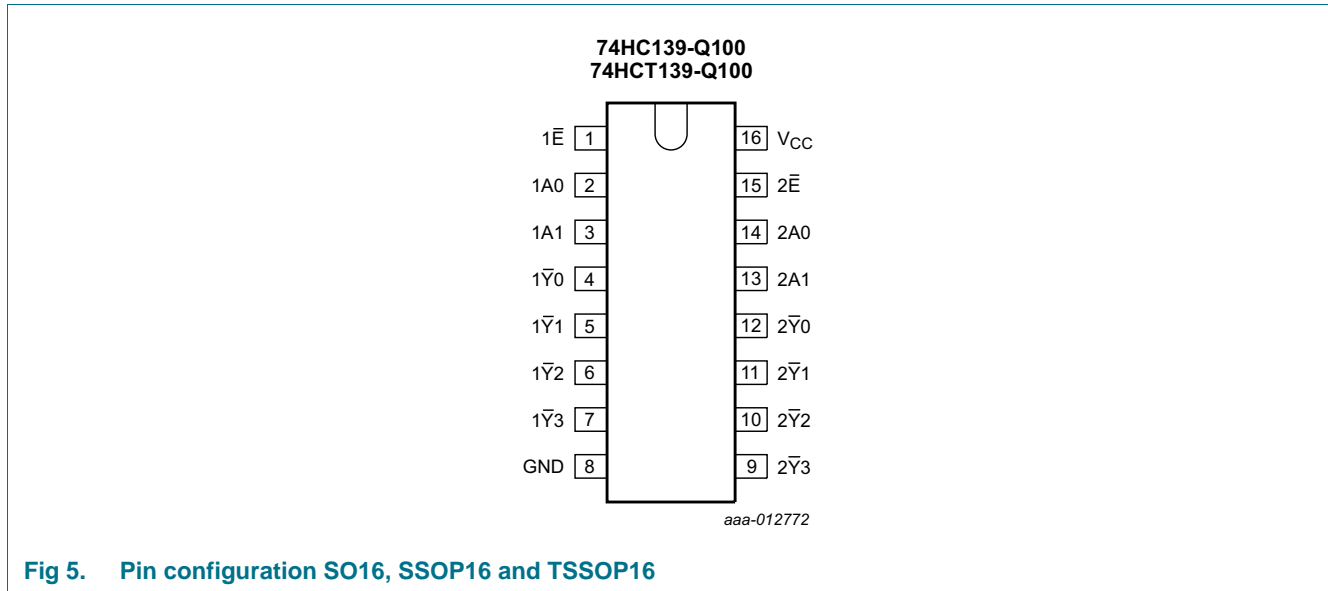 74HC139-Q100
74HCT139-Q100
1E̅ 1
1A0 2
1A1 3
1Y̅0 4
1Y̅1 5
1Y̅2 6
1Y̅3 7
GND 8
16 VCC
15 2E̅
14 2A0
13 2A1
12 2Y̅0
11 2Y̅1
10 2Y̅2
9 2Y̅3
aaa-012772
Fig 5. Pin configuration SO16, SSOP16 and TSSOP16